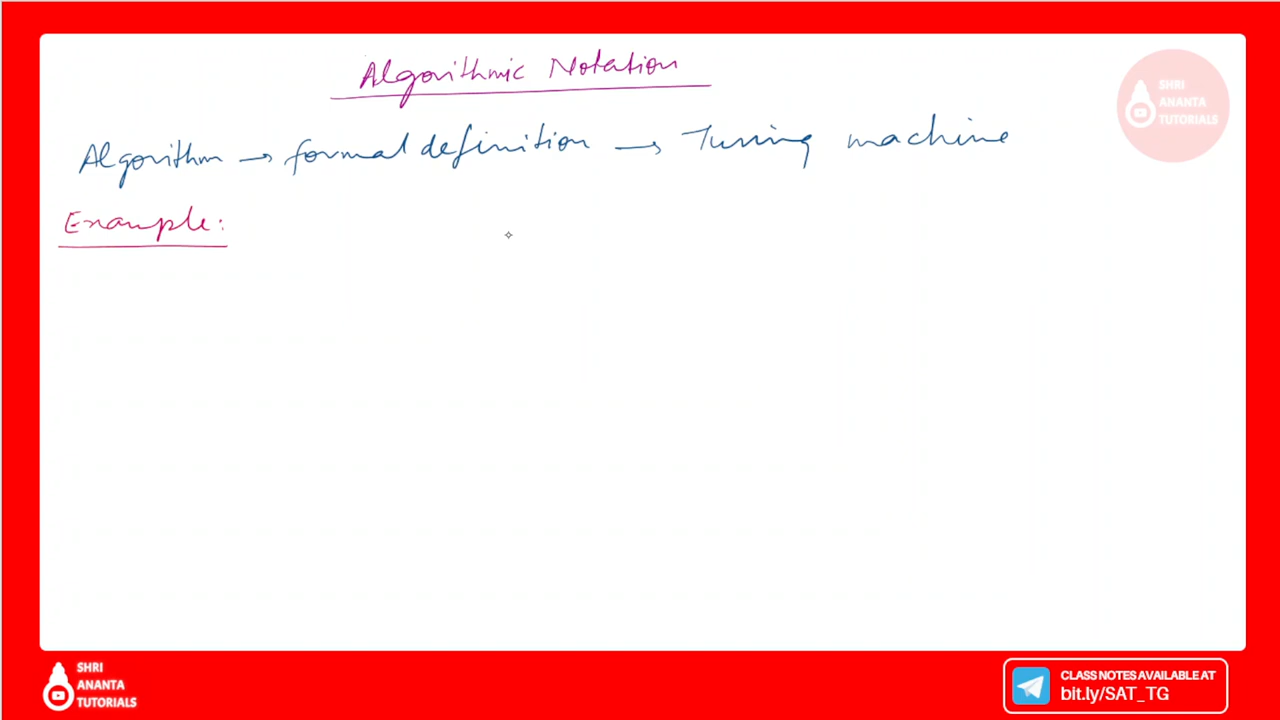 Algorithmic Notation
SHRI
ANANTA
TUTORIALS
Algorithm → formal definition → Turing machine
Example:
SHRI
ANANTA
TUTORIALS
CLASS NOTES AVAILABLE AT
bit.ly/SAT_TG